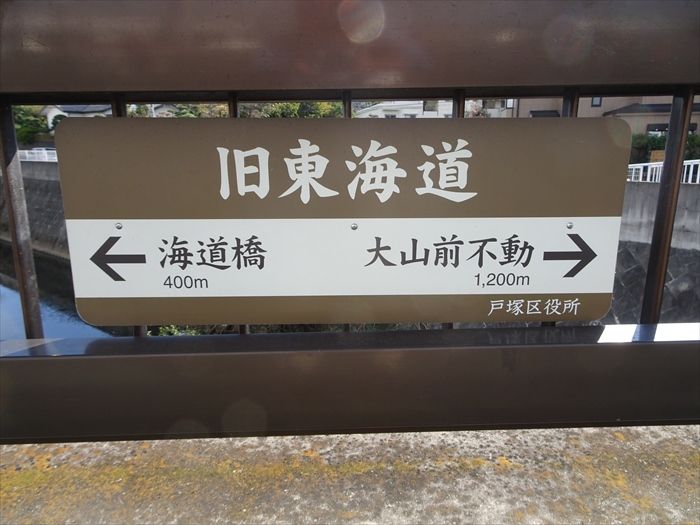 旧東海道
← 海道橋 大山前不動 →
400m 1,200m
戸塚区役所